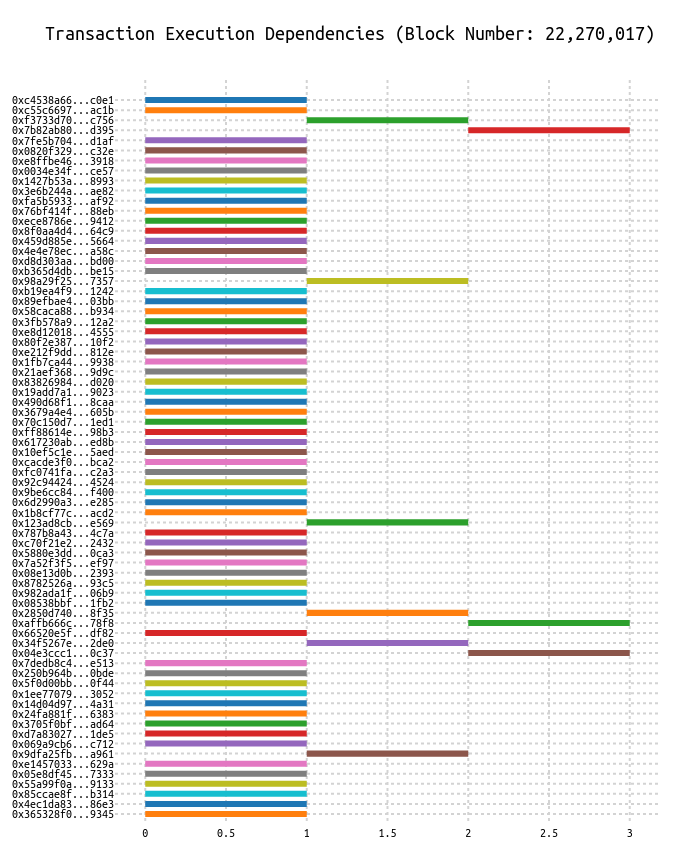 Transaction Execution Dependencies (Block Number: 22,270,017)
0xc4538a66...c0e1
0xc55c6697...ac1b
0xf3733d70...c756
0x7b82ab80...d395
0x7fe5b704...d1af
0x0820f329...c32e
0xe8ffbe46...3918
0x0034e34f...ce57
0x1427b53a...8993
0x3e6b244a...ae82
0xfa5b5933...af92
0x76bf414f...88eb
0xece8786e...9412
0x8f0aa4d4...64c9
0x459d885e...5664
0x4e4e78ec...a58c
0xd8d303aa...bd00
0xb365d4db...be15
0x98a29f25...7357
0xb19ea4f9...1242
0x89efbae4...03bb
0x58caca88...b934
0x3fb578a9...12a2
0xe8d12018...4555
0x80f2e387...10f2
0xe212f9dd...812e
0x1fb7ca44...9938
0x21aef368...9d9c
0x83826984...d020
0x19add7a1...9023
0x490d68f1...8caa
0x3679a4e4...605b
0x70c150d7...1ed1
0xff88614e...98b3
0x617230ab...ed8b
0x10ef5c1e...5aed
0xcacde3f0...bca2
0xfc0741fa...c2a3
0x92c94424...4524
0x9be6cc84...f400
0x6d2990a3...e285
0x1b8cf77c...acd2
0x123ad8cb...e569
0x787b8a43...4c7a
0xc70f21e2...2432
0x5880e3dd...0ca3
0x7a52f3f5...ef97
0x08e13d0b...2393
0x8782526a...93c5
0x982ada1f...06b9
0x08538bbf...1fb2
0x2850d740...8f35
0xaffb666c...78f8
0x66520e5f...df82
0x34f5267e...2de0
0x04e3ccc1...0c37
0x7dedb8c4...e513
0x250b964b...0bde
0x5f0d00bb...0f44
0x1ee77079...3052
0x14d04d97...4a31
0x24fa881f...6383
0x3705f0bf...ad64
0xd7a83027...1de5
0x069a9cb6...c712
0x9dfa25fb...a961
0xe1457033...629a
0x05e8df45...7333
0x55a99f0a...9133
0x85ccae8f...b314
0x4ec1da83...86e3
0x365328f0...9345
0 0.5 1 1.5 2 2.5 3